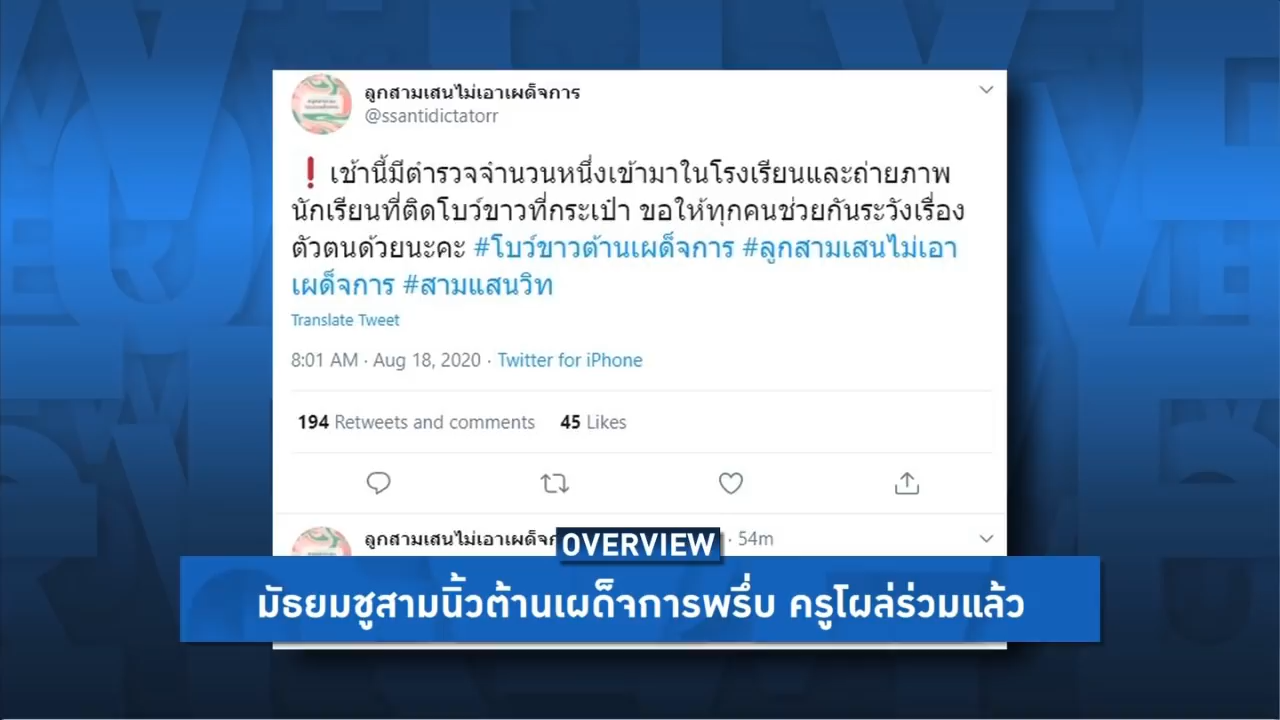 ลูกสามเสนไม่เอาเผด็จการ
@ssantidictatorr
❗ เช้านี้มีตำรวจจำนวนหนึ่งเข้ามาในโรงเรียนและถ่ายภาพ
นักเรียนที่ติดโบว์ขาวที่กระเป๋า ขอให้ทุกคนช่วยกันระวังเรื่อง
ตัวตนด้วยนะคะ #โบว์ขาวต้านเผด็จการ #ลูกสามเสนไม่เอา
เผด็จการ #สามแสนวิท
Translate Tweet
8:01 AM · Aug 18, 2020 · Twitter for iPhone
194 Retweets and comments 45 Likes
ลูกสามเสนไม่เอาเผด็จก · 54m
OVERVIEW
มัธยมชูสามนิ้วต้านเผด็จการพรึ่บ ครูโผล่ร่วมแล้ว